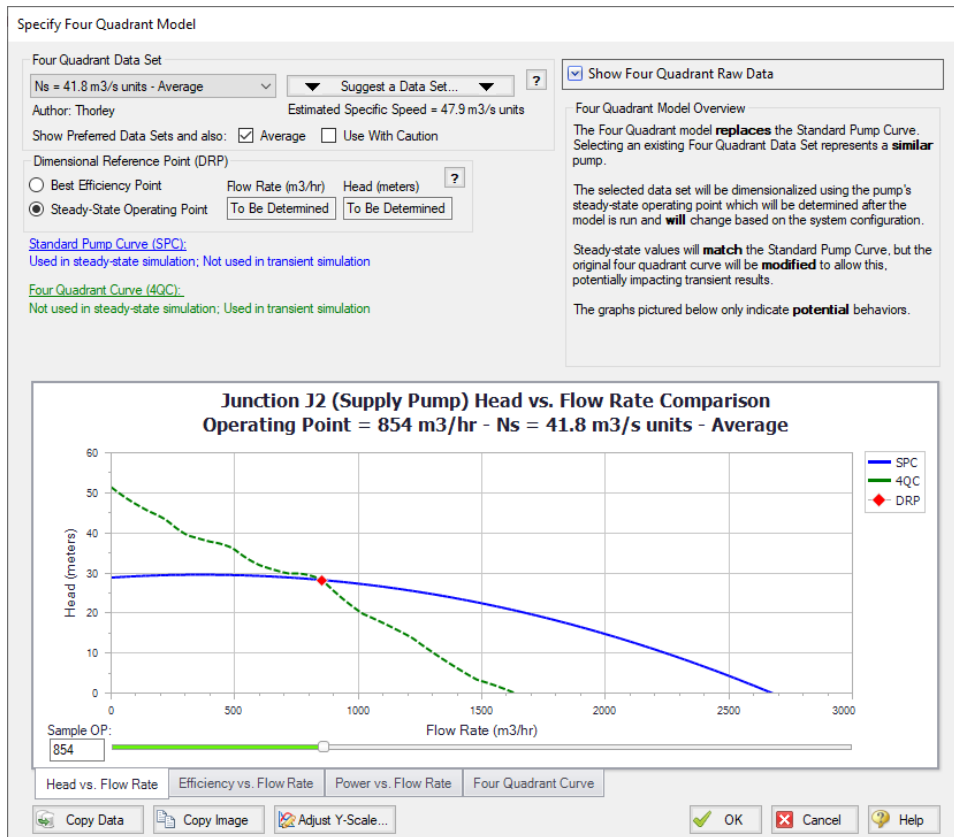 Specify Four Quadrant Model
Four Quadrant Data Set
Ns = 41.8 m3/s units - Average
Suggest a Data Set...
?
Author: Thorley
Estimated Specific Speed = 47.9 m3/s units
Show Preferred Data Sets and also:
Average
Use With Caution
Dimensional Reference Point (DRP)
Best Efficiency Point
Flow Rate (m3/hr)
Head (meters)
?
Steady-State Operating Point
To Be Determined
To Be Determined
Standard Pump Curve (SPC):
Used in steady-state simulation; Not used in transient simulation
Four Quadrant Curve (4QC):
Not used in steady-state simulation; Used in transient simulation
Show Four Quadrant Raw Data
Four Quadrant Model Overview
The Four Quadrant model replaces the Standard Pump Curve.
Selecting an existing Four Quadrant Data Set represents a similar
pump.
The selected data set will be dimensionalized using the pump's
steady-state operating point which will be determined after the
model is run and will change based on the system configuration.
Steady-state values will match the Standard Pump Curve, but the
original four quadrant curve will be modified to allow this,
potentially impacting transient results.
The graphs pictured below only indicate potential behaviors.
Junction J2 (Supply Pump) Head vs. Flow Rate Comparison
Operating Point = 854 m3/hr - Ns = 41.8 m3/s units - Average
60
50
40
30
20
10
0
Head (meters)
SPC
4QC
DRP
0
500
1000
1500
2000
2500
3000
Flow Rate (m3/hr)
Sample OP:
854
Head vs. Flow Rate
Efficiency vs. Flow Rate
Power vs. Flow Rate
Four Quadrant Curve
Copy Data
Copy Image
Adjust Y-Scale...
OK
Cancel
Help